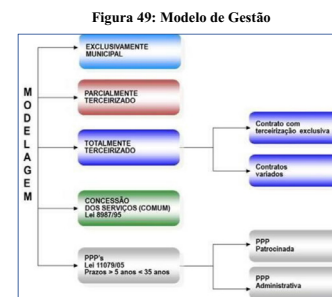 Figura 49: Modelo de Gestão
MODELAGEM
EXCLUSIVAMENTE
MUNICIPAL
PARCIALMENTE
TERCEIRIZADO
TOTALMENTE
TERCEIRIZADO
Contrato com
terceirização exclusiva
Contratos
variados
CONCESSÃO
DOS SERVIÇOS (COMUM)
Lei 8987/95
PPP's
Lei 11079/05
Prazos > 5 anos < 35 anos
PPP
Patrocinada
PPP
Administrativa